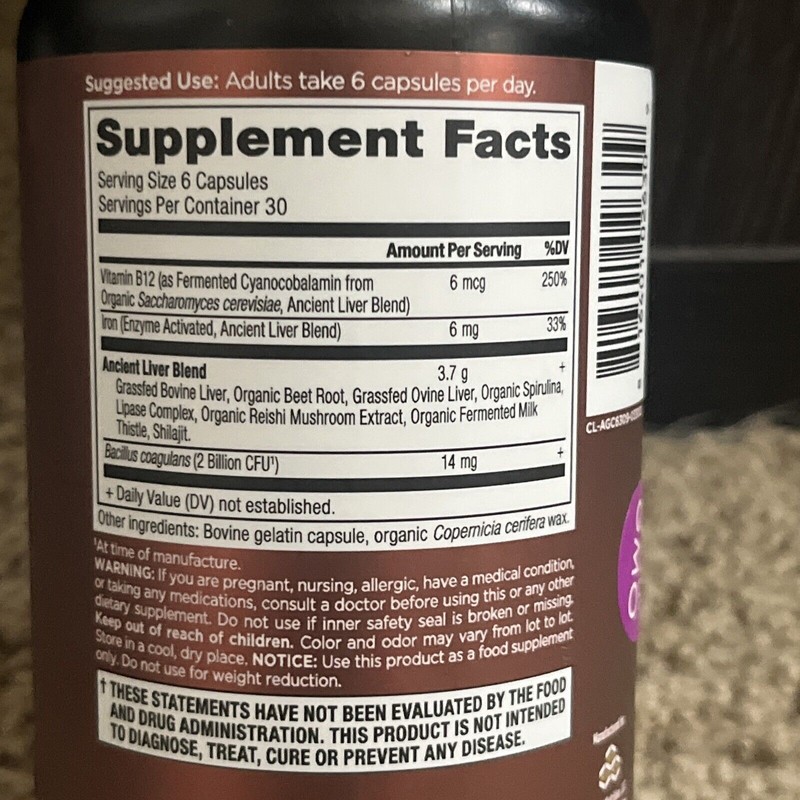 Suggested Use: Adults take 6 capsules per day.
Supplement Facts
Serving Size 6 Capsules
Servings Per Container 30
Amount Per Serving %DV
Vitamin B12 (as Fermented Cyanocobalamin from 6 mcg 250%
Organic Saccharomyces cerevisiae, Ancient Liver Blend)
Iron (Enzyme Activated, Ancient Liver Blend) 6 mg 33%
Ancient Liver Blend 3.7 g +
Grassfed Bovine Liver, Organic Beet Root, Grassfed Ovine Liver, Organic Spirulina,
Lipase Complex, Organic Reishi Mushroom Extract, Organic Fermented Milk
Thistle, Shilajit.
Bacillus coagulans (2 Billion CFU¹) 14 mg +
+ Daily Value (DV) not established.
Other ingredients: Bovine gelatin capsule, organic Copernicia cerifera wax.
¹At time of manufacture.
WARNING: If you are pregnant, nursing, allergic, have a medical condition,
or taking any medications, consult a doctor before using this or any other
dietary supplement. Do not use if inner safety seal is broken or missing.
Keep out of reach of children. Color and odor may vary from lot to lot.
Store in a cool, dry place. NOTICE: Use this product as a food supplement
only. Do not use for weight reduction.
† THESE STATEMENTS HAVE NOT BEEN EVALUATED BY THE FOOD
AND DRUG ADMINISTRATION. THIS PRODUCT IS NOT INTENDED
TO DIAGNOSE, TREAT, CURE OR PREVENT ANY DISEASE.